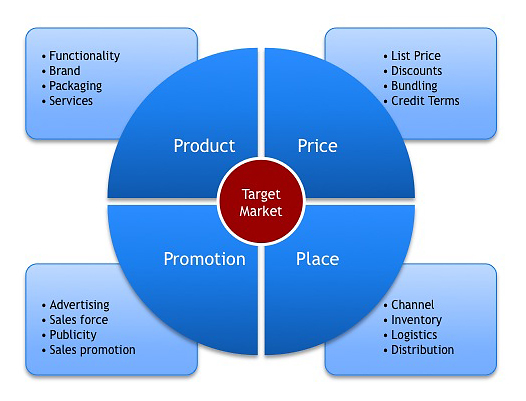 • Functionality
• Brand
• Packaging
• Services
• List Price
• Discounts
• Bundling
• Credit Terms
Product
Price
Target
Market
Promotion
Place
• Advertising
• Sales force
• Publicity
• Sales promotion
• Channel
• Inventory
• Logistics
• Distribution